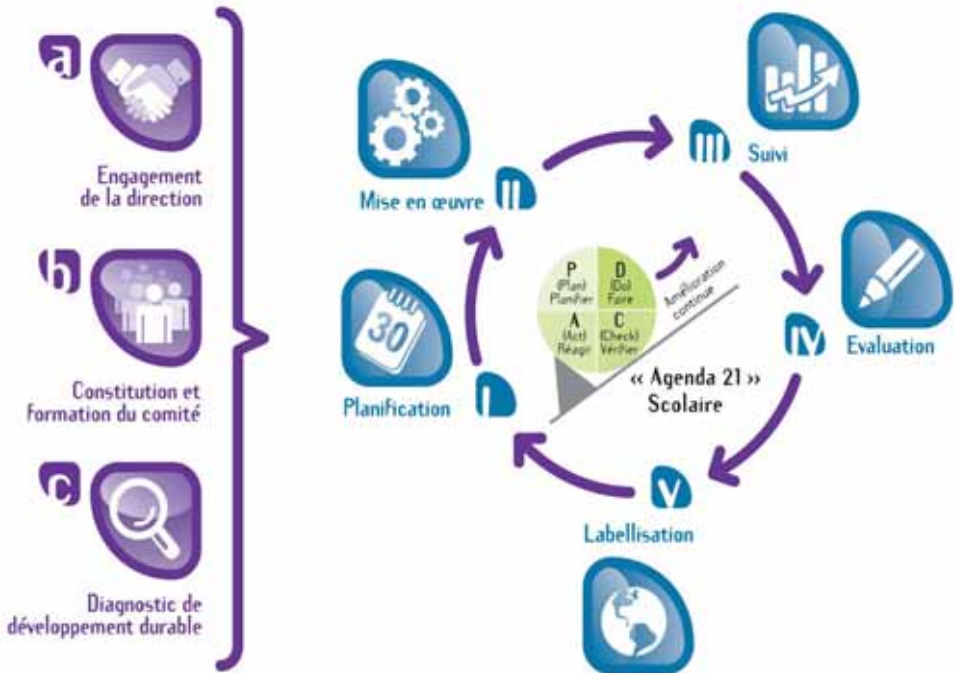 a
Engagement
de la direction
b
Constitution et
Formation du comité
c
Diagnostic de
développement durable
30
Planification
I
Mise en œuvre
II
III
Suivi
IV
Evaluation
V
Labellisation
P
(Plan)
Planifier
D
(Do)
Faire
A
(Act)
Réagir
C
(Check)
Vérifier
Amélioration
continue
« Agenda 21 »
Scolaire